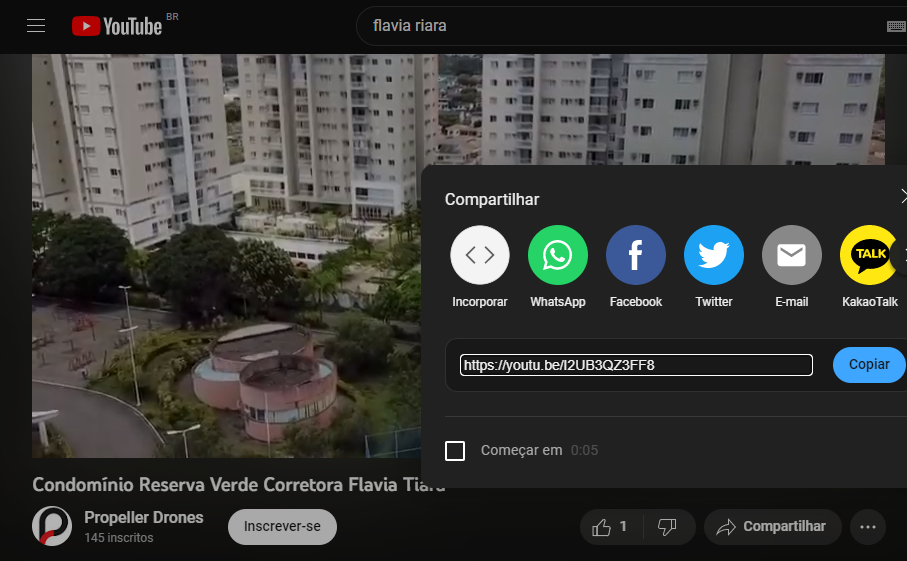 YouTube BR
flavia riara
Compartilhar
TALK
Incorporar
WhatsApp
Facebook
Twitter
E-mail
KakaoTalk
https://youtu.be/I2UB3QZ3FF8
Copiar
Começar em 0:05
Condomínio Reserva Verde Corretora Flavia Tiara
Propeller Drones
145 inscritos
Inscrever-se
1
Compartilhar